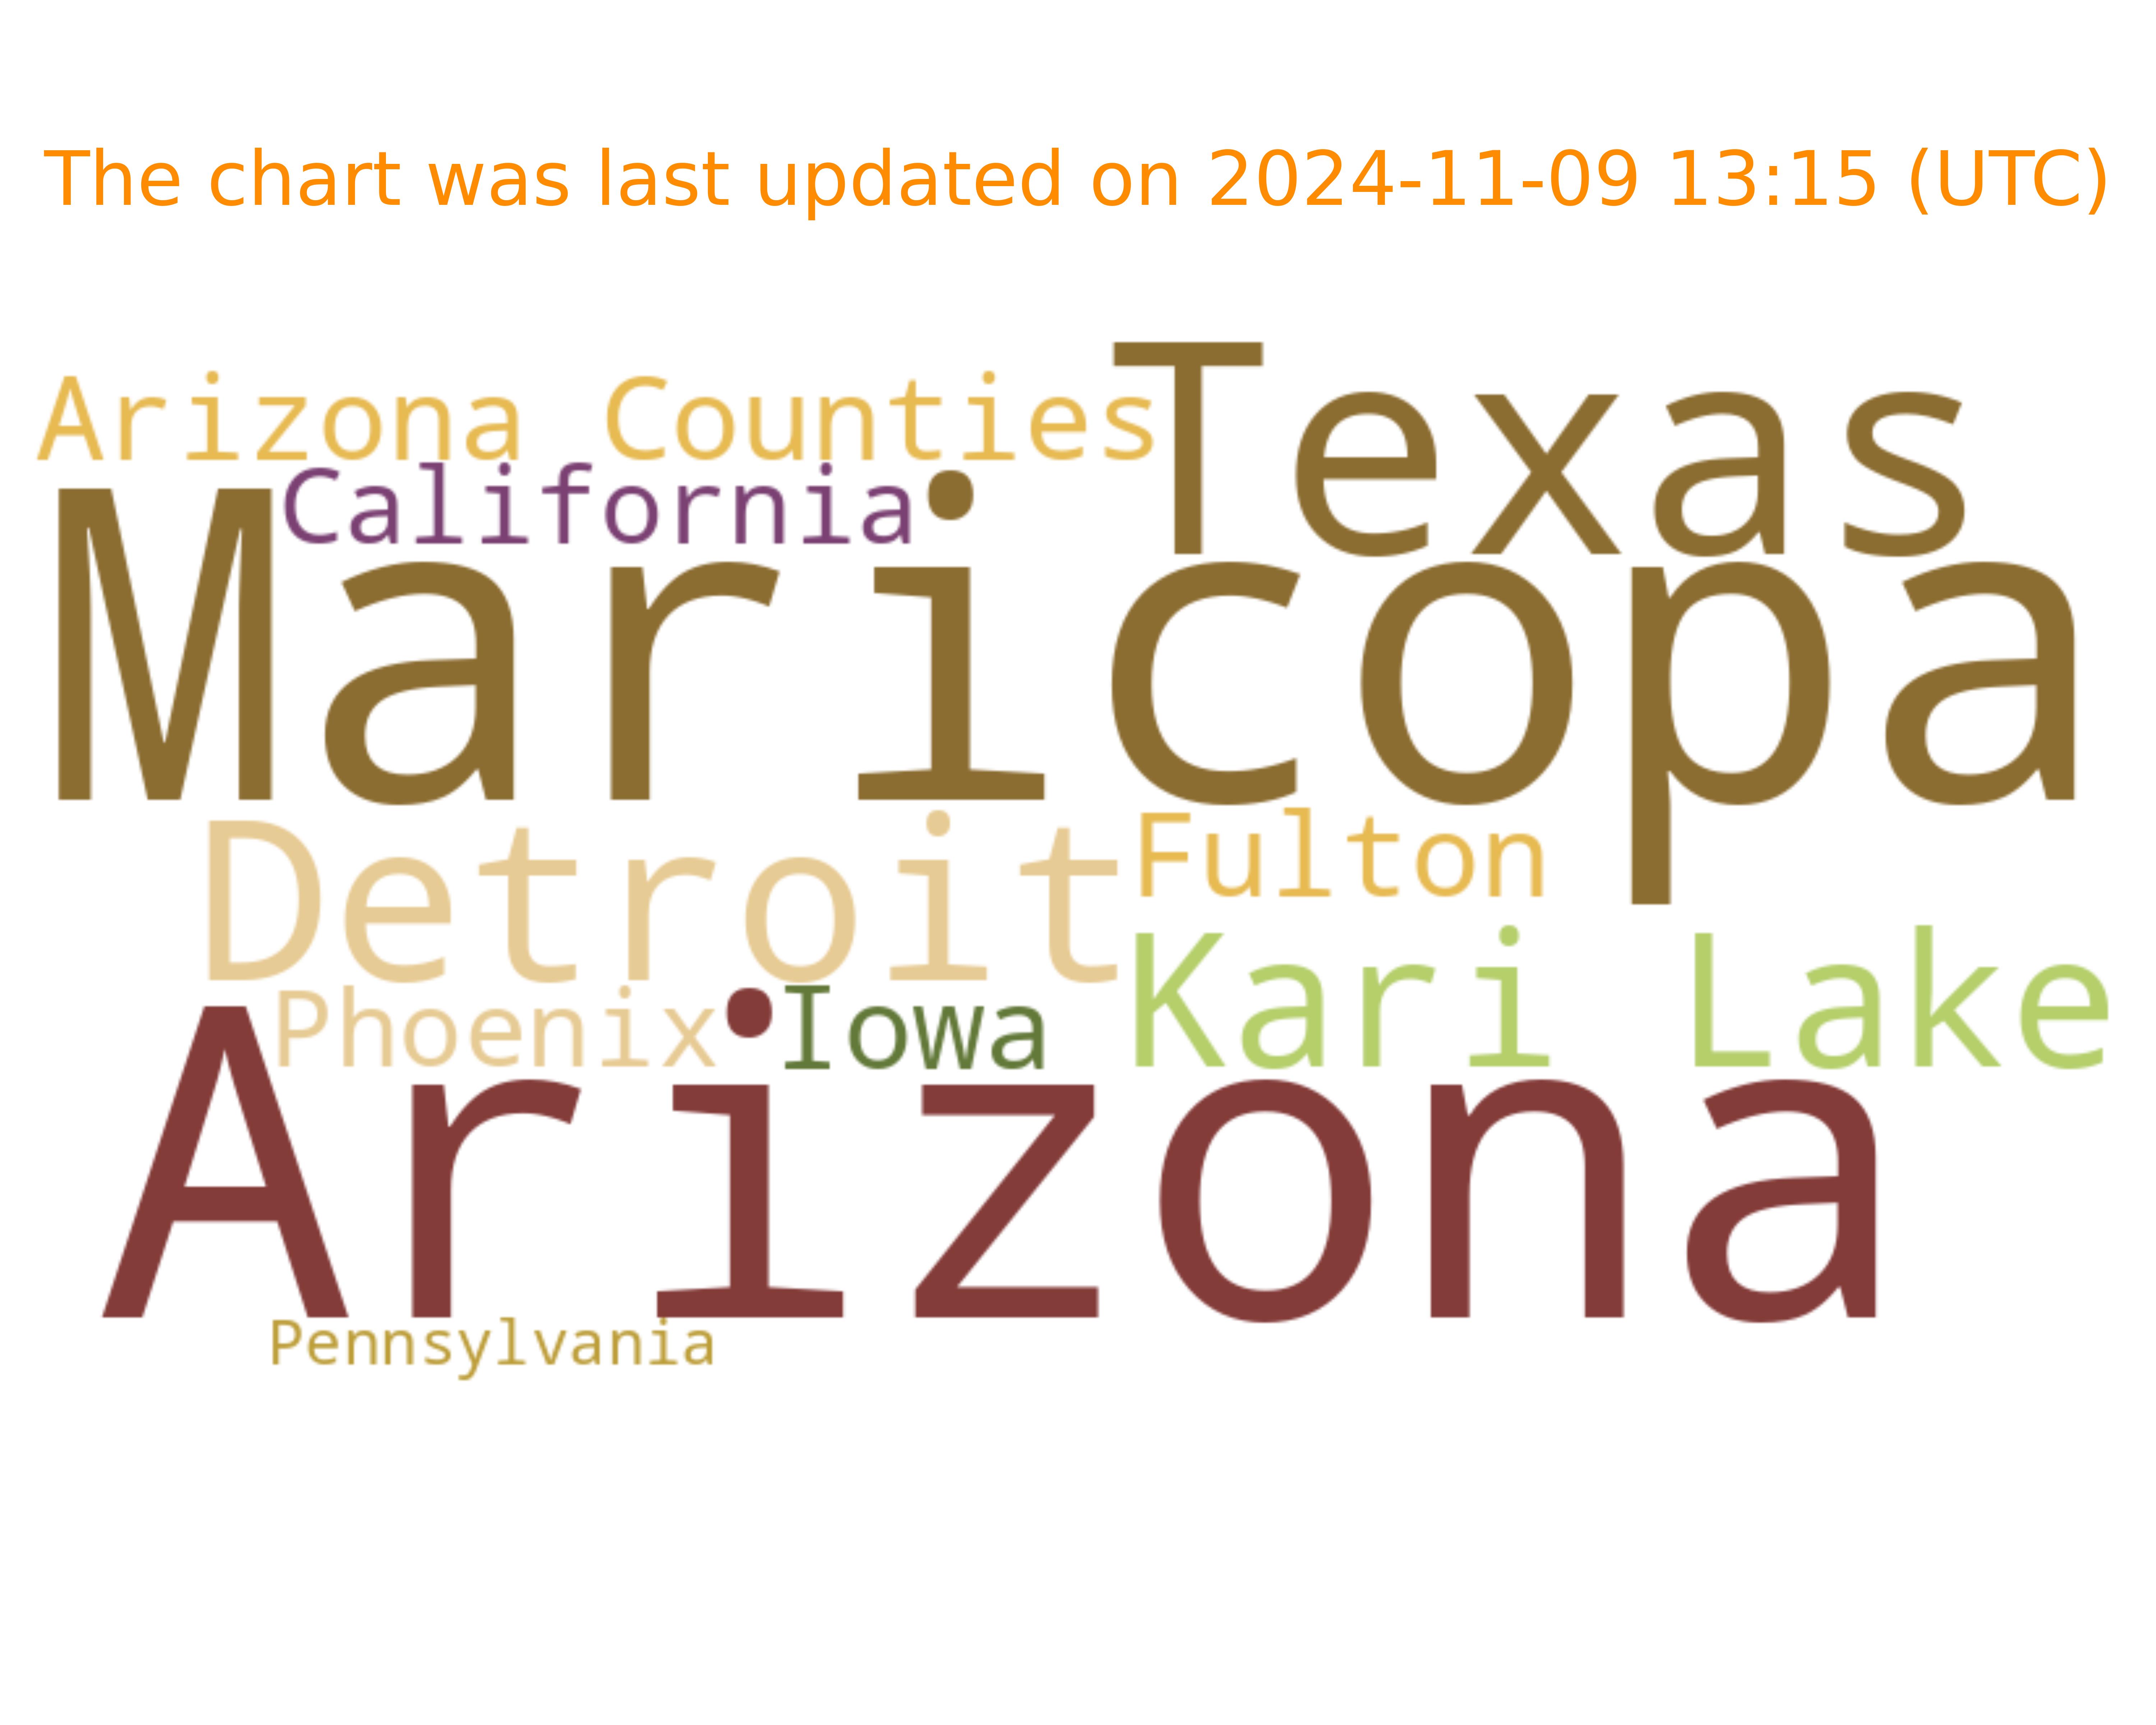 The chart was last updated on 2024-11-09 13:15 (UTC)
Arizona Counties
Texas
California
Maricopa
Detroit
Fulton
Kari Lake
Phoenix
Iowa
Arizona
Pennsylvania